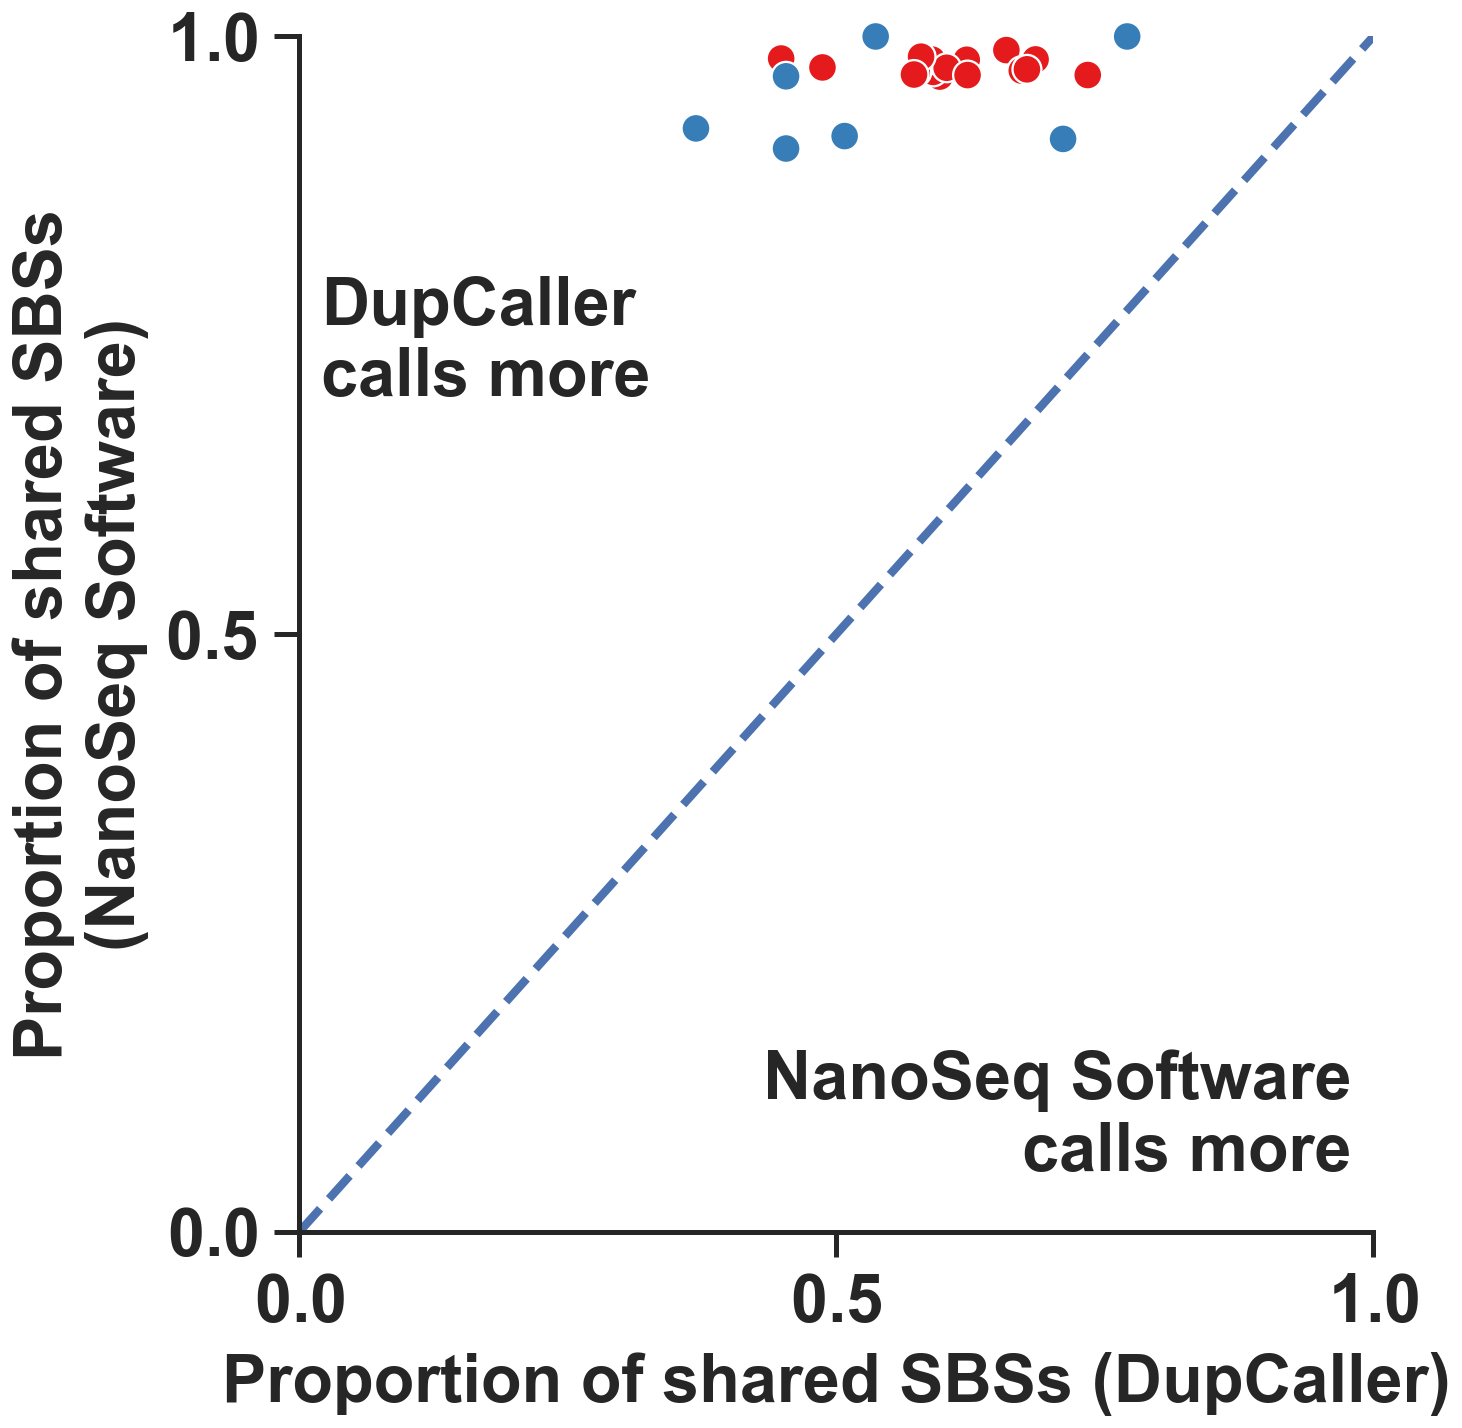 1.0
0.5
0.0
Proportion of shared SBSs
(NanoSeq Software)
DupCaller
calls more
NanoSeq Software
calls more
0.0 0.5 1.0
Proportion of shared SBSs (DupCaller)